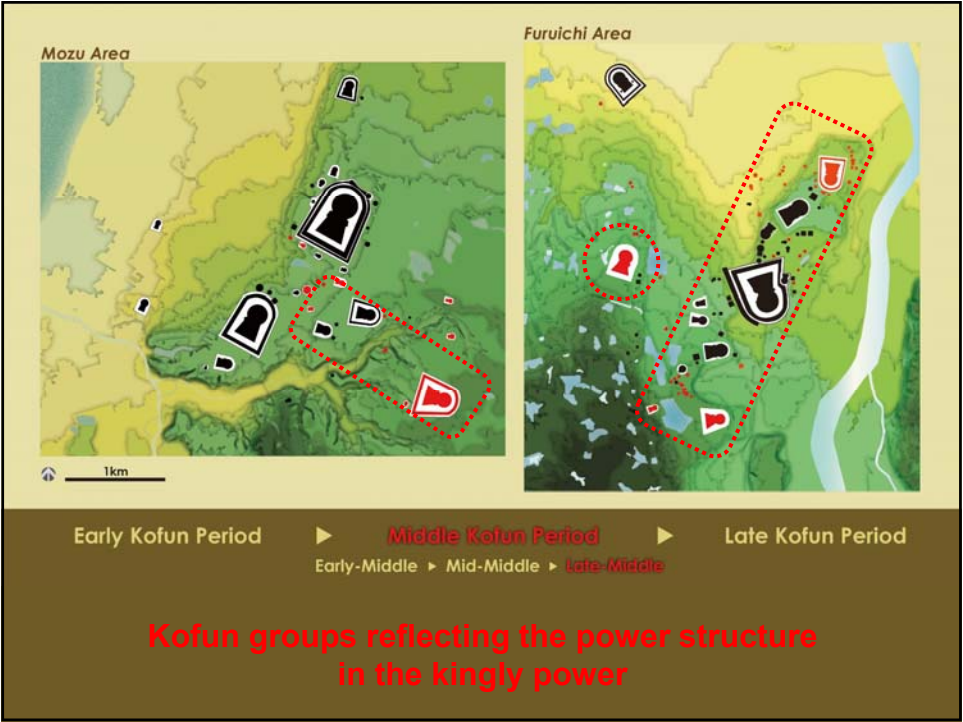 Mozu Area
Furuichi Area
1km
Early Kofun Period ▶ Middle Kofun Period ▶ Late Kofun Period
Early-Middle ▶ Mid-Middle ▶ Late-Middle
Kofun groups reflecting the power structure
in the kingly power